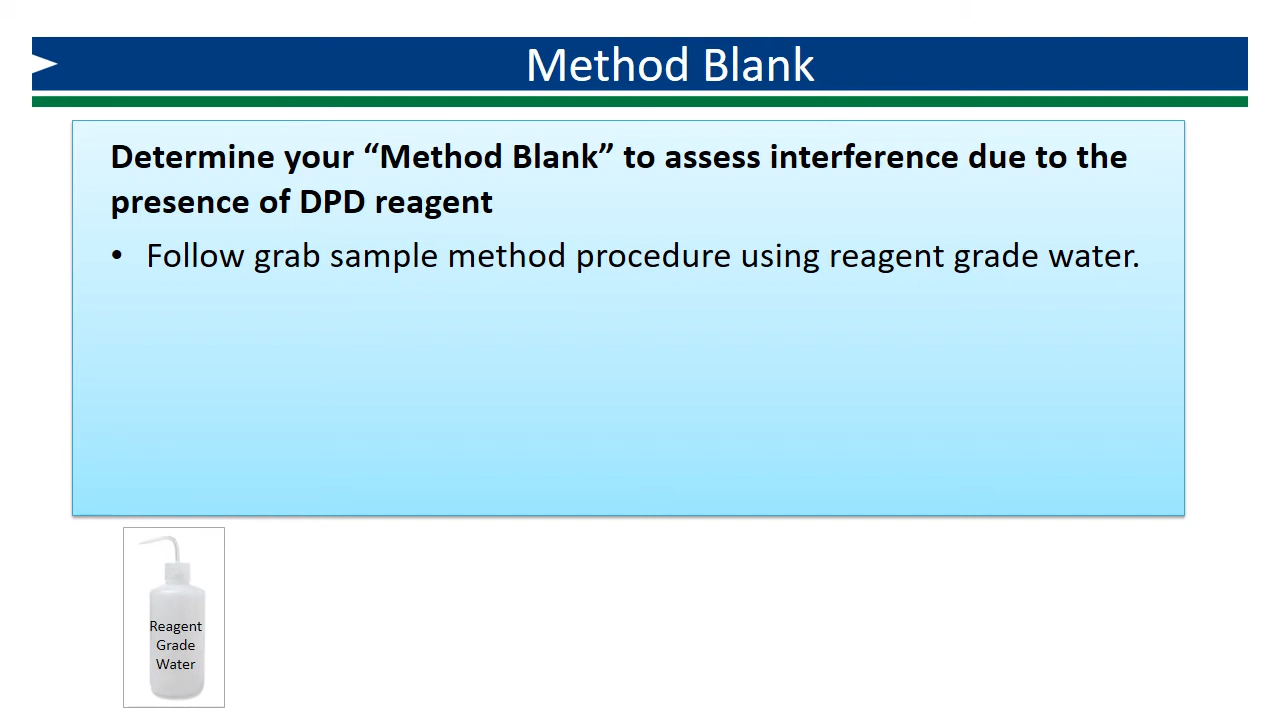 Method Blank
Determine your “Method Blank” to assess interference due to the
presence of DPD reagent
• Follow grab sample method procedure using reagent grade water.
Reagent
Grade
Water